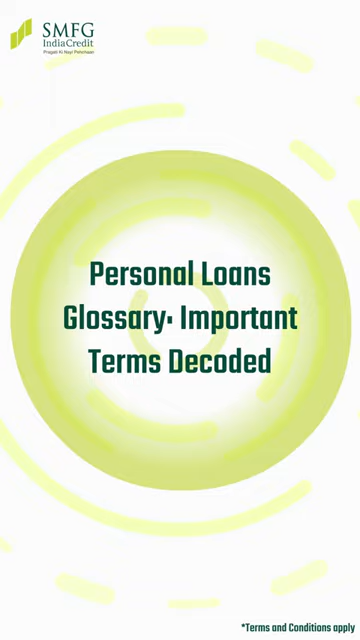 SMFG
IndiaCredit
Pragati Ki Nayi Pehchaan
Personal Loans
Glossary: Important
Terms Decoded
*Terms and Conditions apply